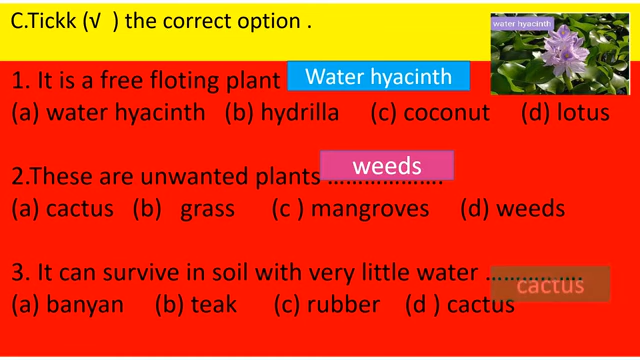 C.Tickk (√ ) the correct option .
water hyacinth
1. It is a free floting plant Water hyacinth
(a) water hyacinth (b) hydrilla (c) coconut (d) lotus
2.These are unwanted plants ................... weeds
(a) cactus (b) grass (c ) mangroves (d) weeds
3. It can survive in soil with very little water ................ cactus
(a) banyan (b) teak (c) rubber (d ) cactus